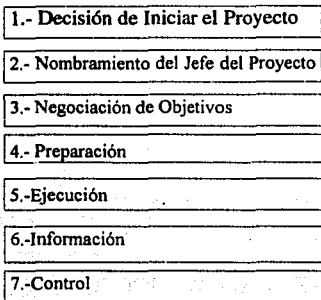 1.- Decisión de Iniciar el Proyecto
2.- Nombramiento del Jefe del Proyecto
3.- Negociación de Objetivos
4.- Preparación
5.-Ejecución
6.-Información
7.-Control